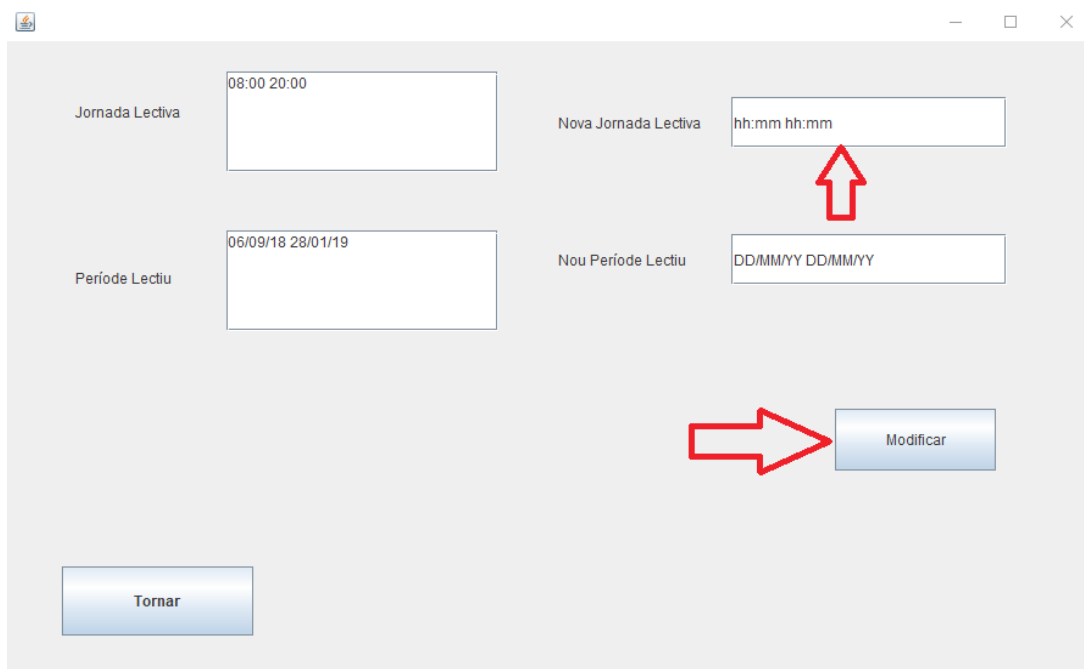 Jornada Lectiva
08:00 20:00
Nova Jornada Lectiva
hh:mm hh:mm
Període Lectiu
06/09/18 28/01/19
Nou Període Lectiu
DD/MM/YY DD/MM/YY
Modificar
Tornar